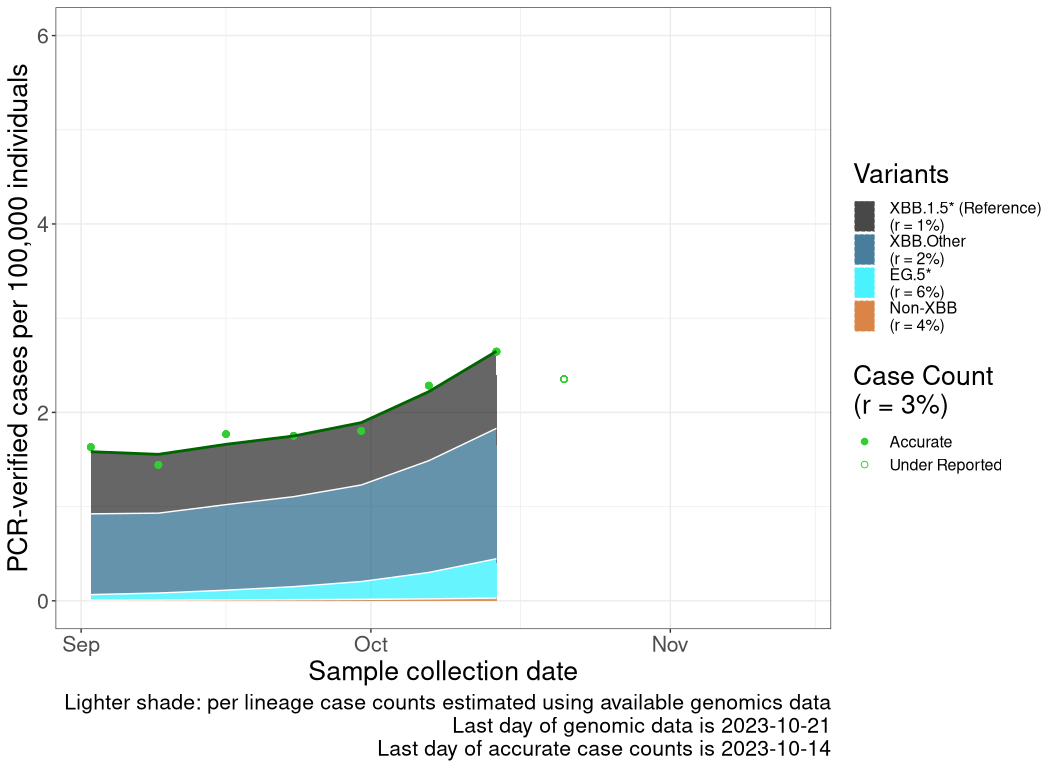 PCR-verified cases per 100,000 individuals
6
4
2
0
Sep
Oct
Nov
Sample collection date
Lighter shade: per lineage case counts estimated using available genomics data
Last day of genomic data is 2023-10-21
Last day of accurate case counts is 2023-10-14
Variants
XBB.1.5* (Reference)
(r = 1%)
XBB.Other
(r = 2%)
EG.5*
(r = 6%)
Non-XBB
(r = 4%)
Case Count
(r = 3%)
Accurate
Under Reported